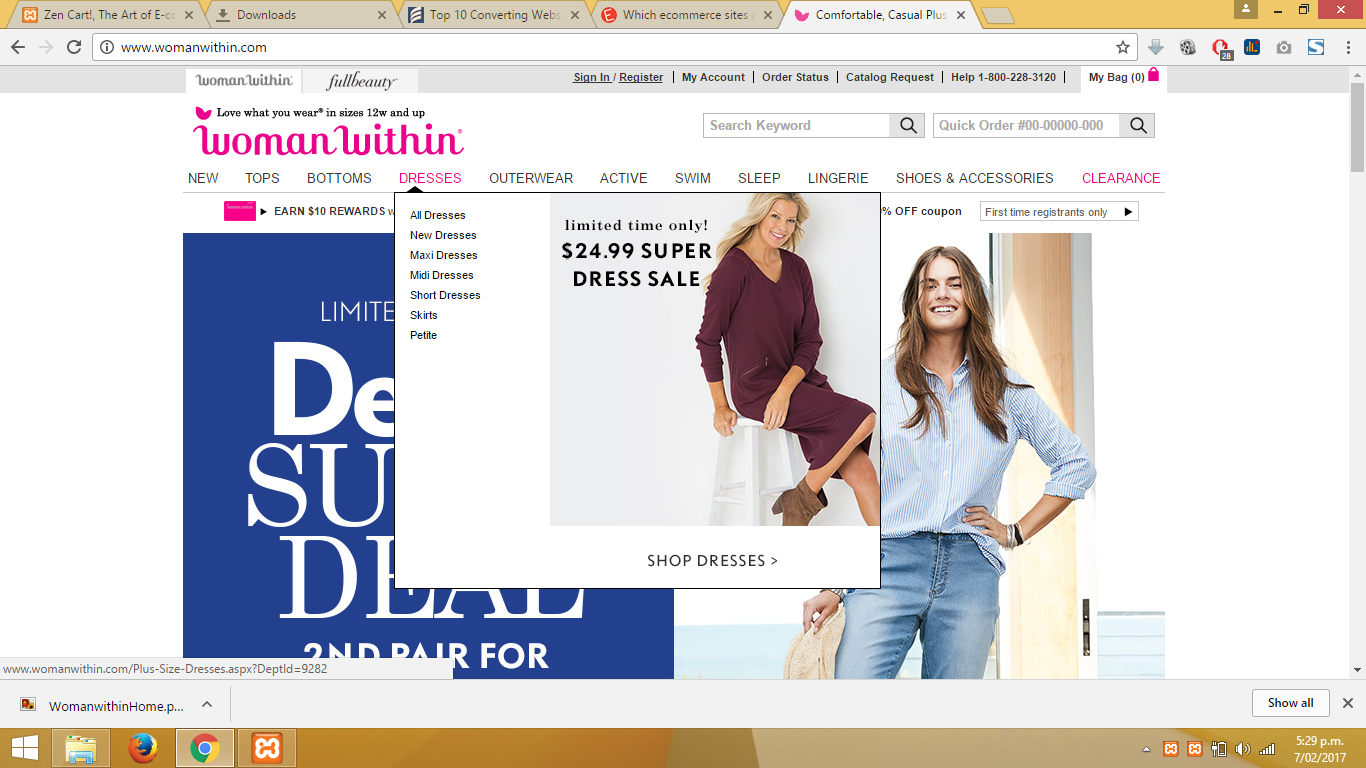 Zen Cart!, The Art of E-co
Downloads
Top 10 Converting Webs
Which ecommerce sites
Comfortable, Casual Plus
www.womanwithin.com
28
woman within
fullbeauty
Sign In / Register
My Account
Order Status
Catalog Request
Help 1-800-228-3120
My Bag (0)
Love what you wear® in sizes 12w and up
woman within®
Search Keyword
Quick Order #00-00000-000
NEW TOPS BOTTOMS DRESSES OUTERWEAR ACTIVE SWIM SLEEP LINGERIE SHOES & ACCESSORIES CLEARANCE
EARN $10 REWARDS
% OFF coupon
First time registrants only
All Dresses
New Dresses
Maxi Dresses
Midi Dresses
Short Dresses
Skirts
Petite
limited time only!
$24.99 SUPER
DRESS SALE
SHOP DRESSES >
LIMITE
De
SU
DEAL
2ND PAIR FOR
www.womanwithin.com/Plus-Size-Dresses.aspx?DeptId=9282
WomanwithinHome.p...
Show all
5:29 p.m.
7/02/2017